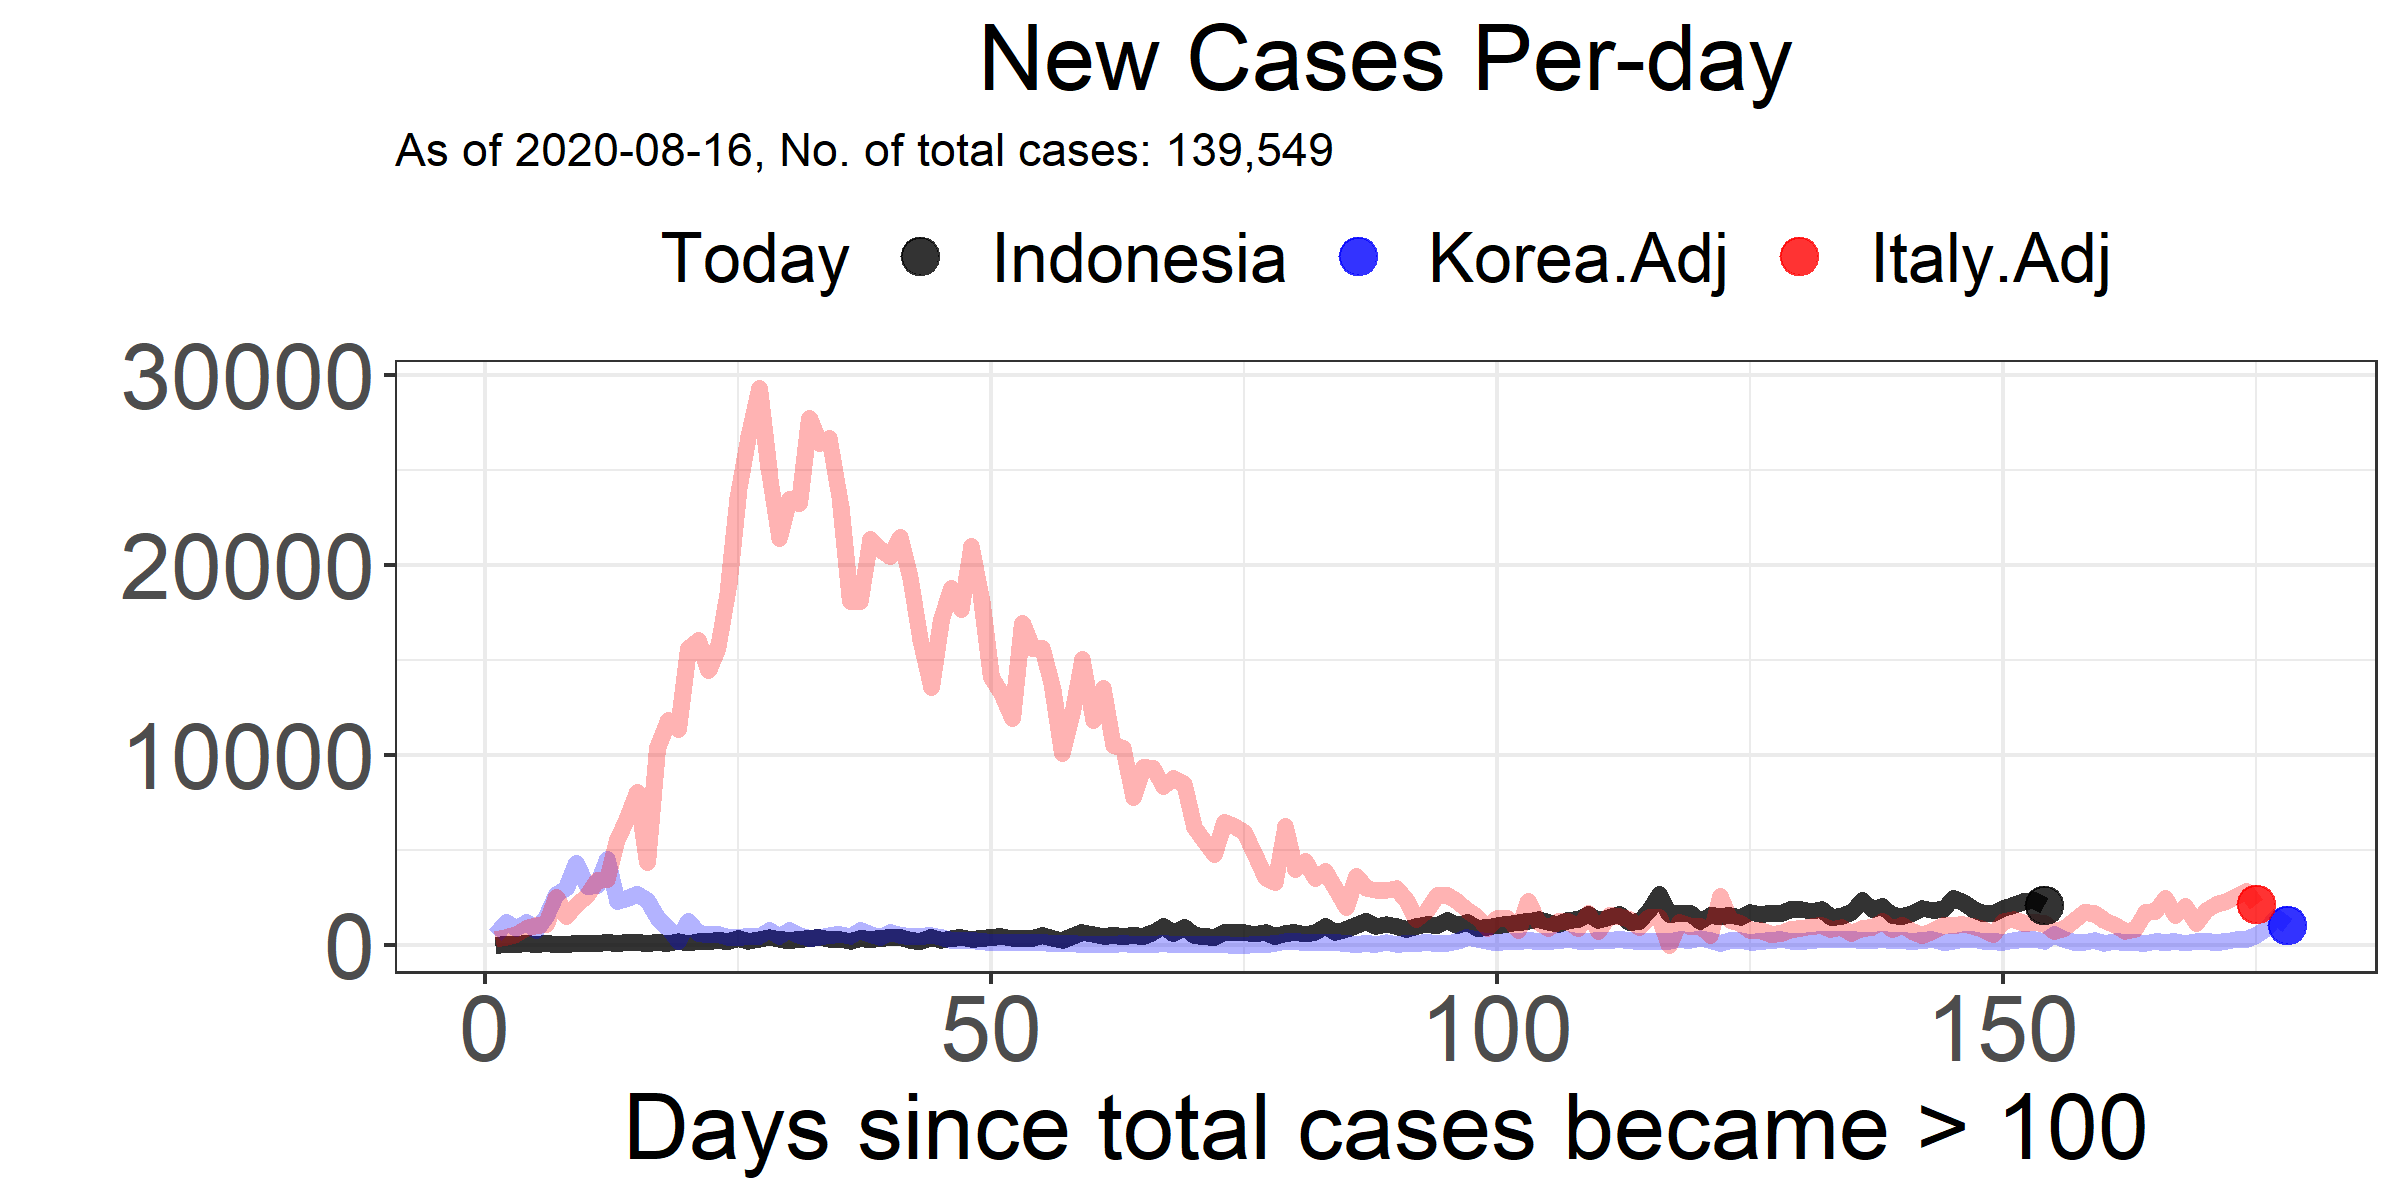 New Cases Per-day
As of 2020-08-16, No. of total cases: 139,549
Today Indonesia Korea.Adj Italy.Adj
30000
20000
10000
0
0 50 100 150
Days since total cases became > 100